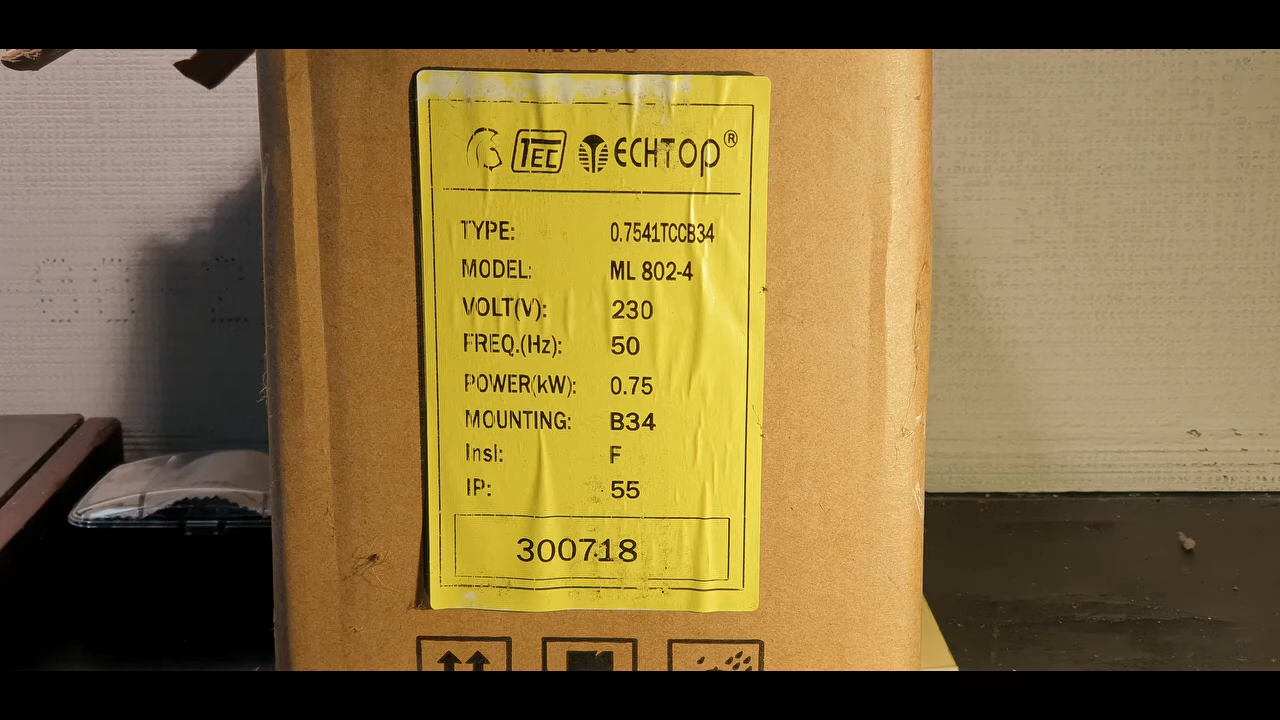 TEC TECHTOP®
TYPE: 0.7541TCCB34
MODEL: ML 802-4
VOLT(V): 230
FREQ.(Hz): 50
POWER(kW): 0.75
MOUNTING: B34
Insl: F
IP: 55
300718